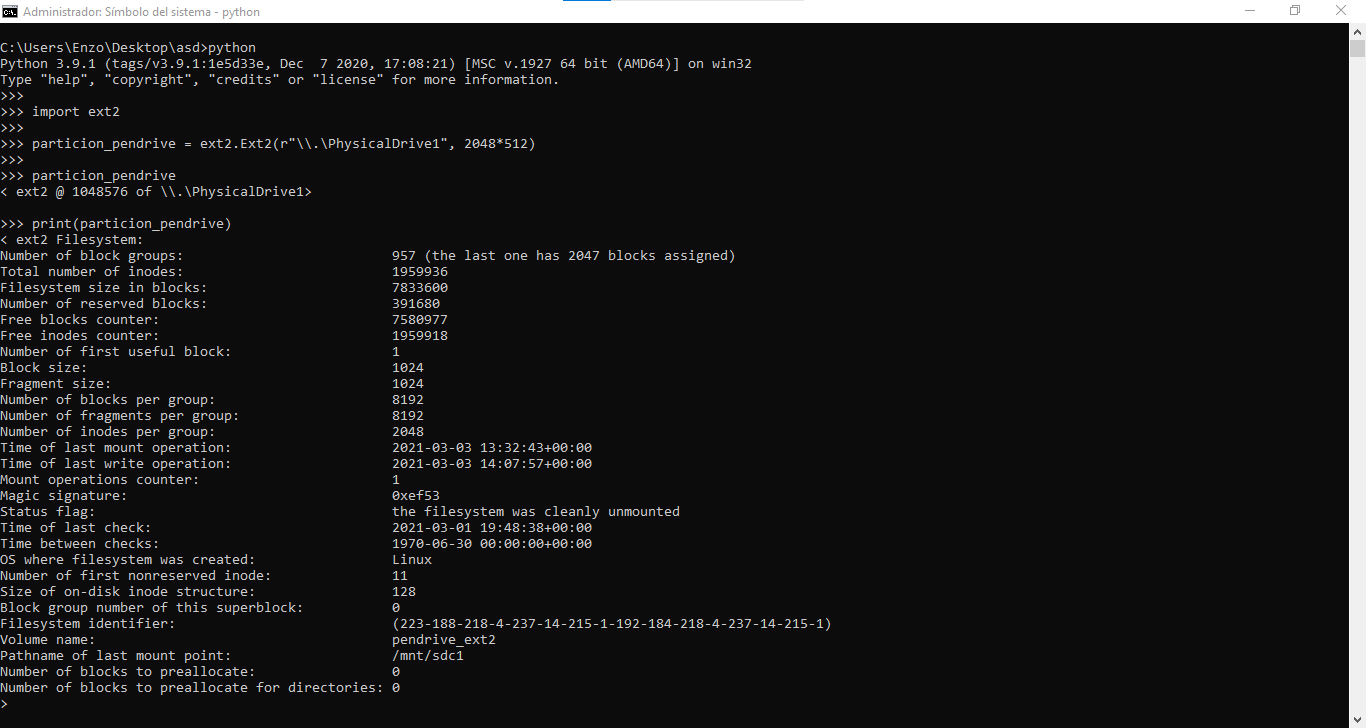 Administrador: Símbolo del sistema - python
C:\Users\Enzo\Desktop\asd>python
Python 3.9.1 (tags/v3.9.1:1e5d33e, Dec  7 2020, 17:08:21) [MSC v.1927 64 bit (AMD64)] on win32
Type "help", "copyright", "credits" or "license" for more information.
>>>
>>> import ext2
>>>
>>> particion_pendrive = ext2.Ext2(r"\\.\PhysicalDrive1", 2048*512)
>>>
>>> particion_pendrive
< ext2 @ 1048576 of \\.\PhysicalDrive1>
>>> print(particion_pendrive)
< ext2 Filesystem:
Number of block groups:                          957 (the last one has 2047 blocks assigned)
Total number of inodes:                          1959936
Filesystem size in blocks:                       7833600
Number of reserved blocks:                       391680
Free blocks counter:                             7580977
Free inodes counter:                             1959918
Number of first useful block:                    1
Block size:                                      1024
Fragment size:                                   1024
Number of blocks per group:                      8192
Number of fragments per group:                   8192
Number of inodes per group:                      2048
Time of last mount operation:                    2021-03-03 13:32:43+00:00
Time of last write operation:                    2021-03-03 14:07:57+00:00
Mount operations counter:                        1
Magic signature:                                 0xef53
Status flag:                                     the filesystem was cleanly unmounted
Time of last check:                              2021-03-01 19:48:38+00:00
Time between checks:                             1970-06-30 00:00:00+00:00
OS where filesystem was created:                 Linux
Number of first nonreserved inode:               11
Size of on-disk inode structure:                 128
Block group number of this superblock:           0
Filesystem identifier:                           (223-188-218-4-237-14-215-1-192-184-218-4-237-14-215-1)
Volume name:                                     pendrive_ext2
Pathname of last mount point:                    /mnt/sdc1
Number of blocks to preallocate:                 0
Number of blocks to preallocate for directories: 0
>